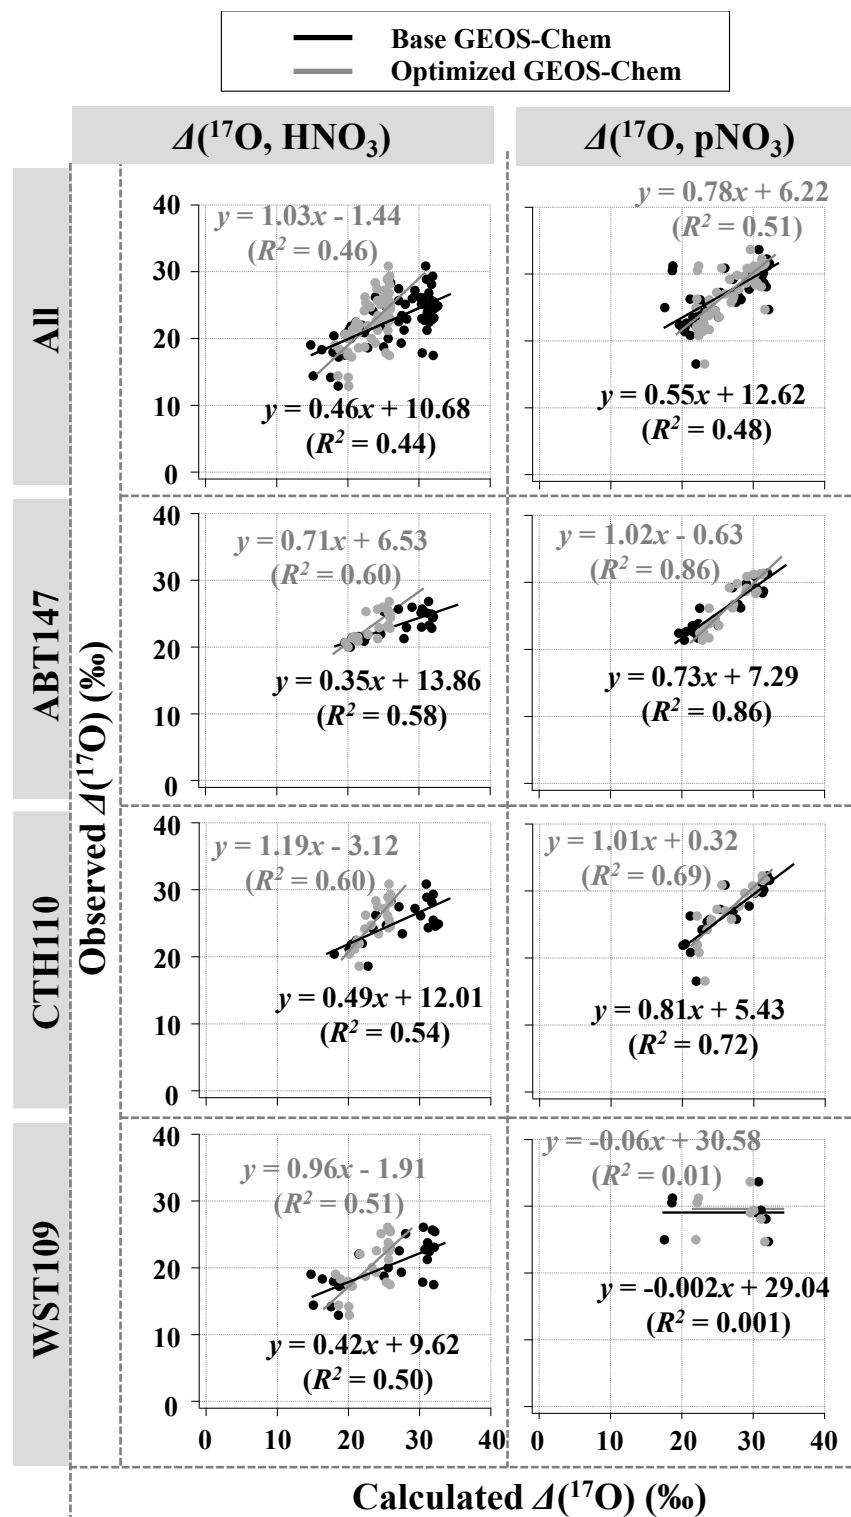 Base GEOS-Chem
Optimized GEOS-Chem
Δ(¹⁷O, HNO₃)
Δ(¹⁷O, pNO₃)
Observed Δ(¹⁷O) (‰)
All
40
30
20
10
0
y = 1.03x - 1.44
(R² = 0.46)
y = 0.46x + 10.68
(R² = 0.44)
y = 0.78x + 6.22
(R² = 0.51)
y = 0.55x + 12.62
(R² = 0.48)
ABT147
40
30
20
10
0
y = 0.71x + 6.53
(R² = 0.60)
y = 0.35x + 13.86
(R² = 0.58)
y = 1.02x - 0.63
(R² = 0.86)
y = 0.73x + 7.29
(R² = 0.86)
CTH110
40
30
20
10
0
y = 1.19x - 3.12
(R² = 0.60)
y = 0.49x + 12.01
(R² = 0.54)
y = 1.01x + 0.32
(R² = 0.69)
y = 0.81x + 5.43
(R² = 0.72)
WST109
40
30
20
10
0
y = 0.96x - 1.91
(R² = 0.51)
y = 0.42x + 9.62
(R² = 0.50)
y = -0.06x + 30.58
(R² = 0.01)
y = -0.002x + 29.04
(R² = 0.001)
0 10 20 30 40
0 10 20 30 40
Calculated Δ(¹⁷O) (‰)